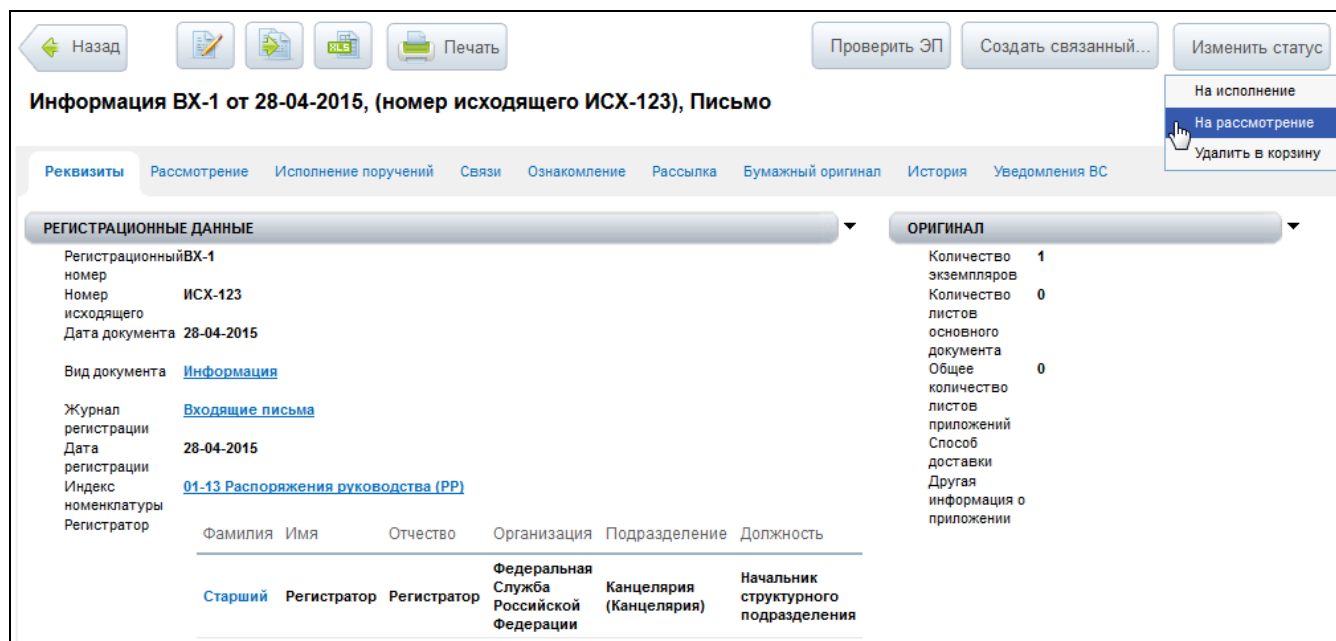 Назад
XLS
Печать
Проверить ЭП
Создать связанный...
Изменить статус
На исполнение
На рассмотрение
Удалить в корзину
Информация ВХ-1 от 28-04-2015, (номер исходящего ИСХ-123), Письмо
Реквизиты Рассмотрение Исполнение поручений Связи Ознакомление Рассылка Бумажный оригинал История Уведомления ВС
РЕГИСТРАЦИОННЫЕ ДАННЫЕ
Регистрационный ВХ-1
номер
Номер ИСХ-123
исходящего
Дата документа 28-04-2015
Вид документа Информация
Журнал Входящие письма
регистрации
Дата 28-04-2015
регистрации
Индекс 01-13 Распоряжения руководства (РР)
номенклатуры
Регистратор
Фамилия Имя Отчество Организация Подразделение Должность
Старший Регистратор Регистратор
Федеральная
Служба
Российской
Федерации
Канцелярия
(Канцелярия)
Начальник
структурного
подразделения
ОРИГИНАЛ
Количество 1
экземпляров
Количество 0
листов
основного
документа
Общее 0
количество
листов
приложений
Способ
доставки
Другая
информация о
приложении